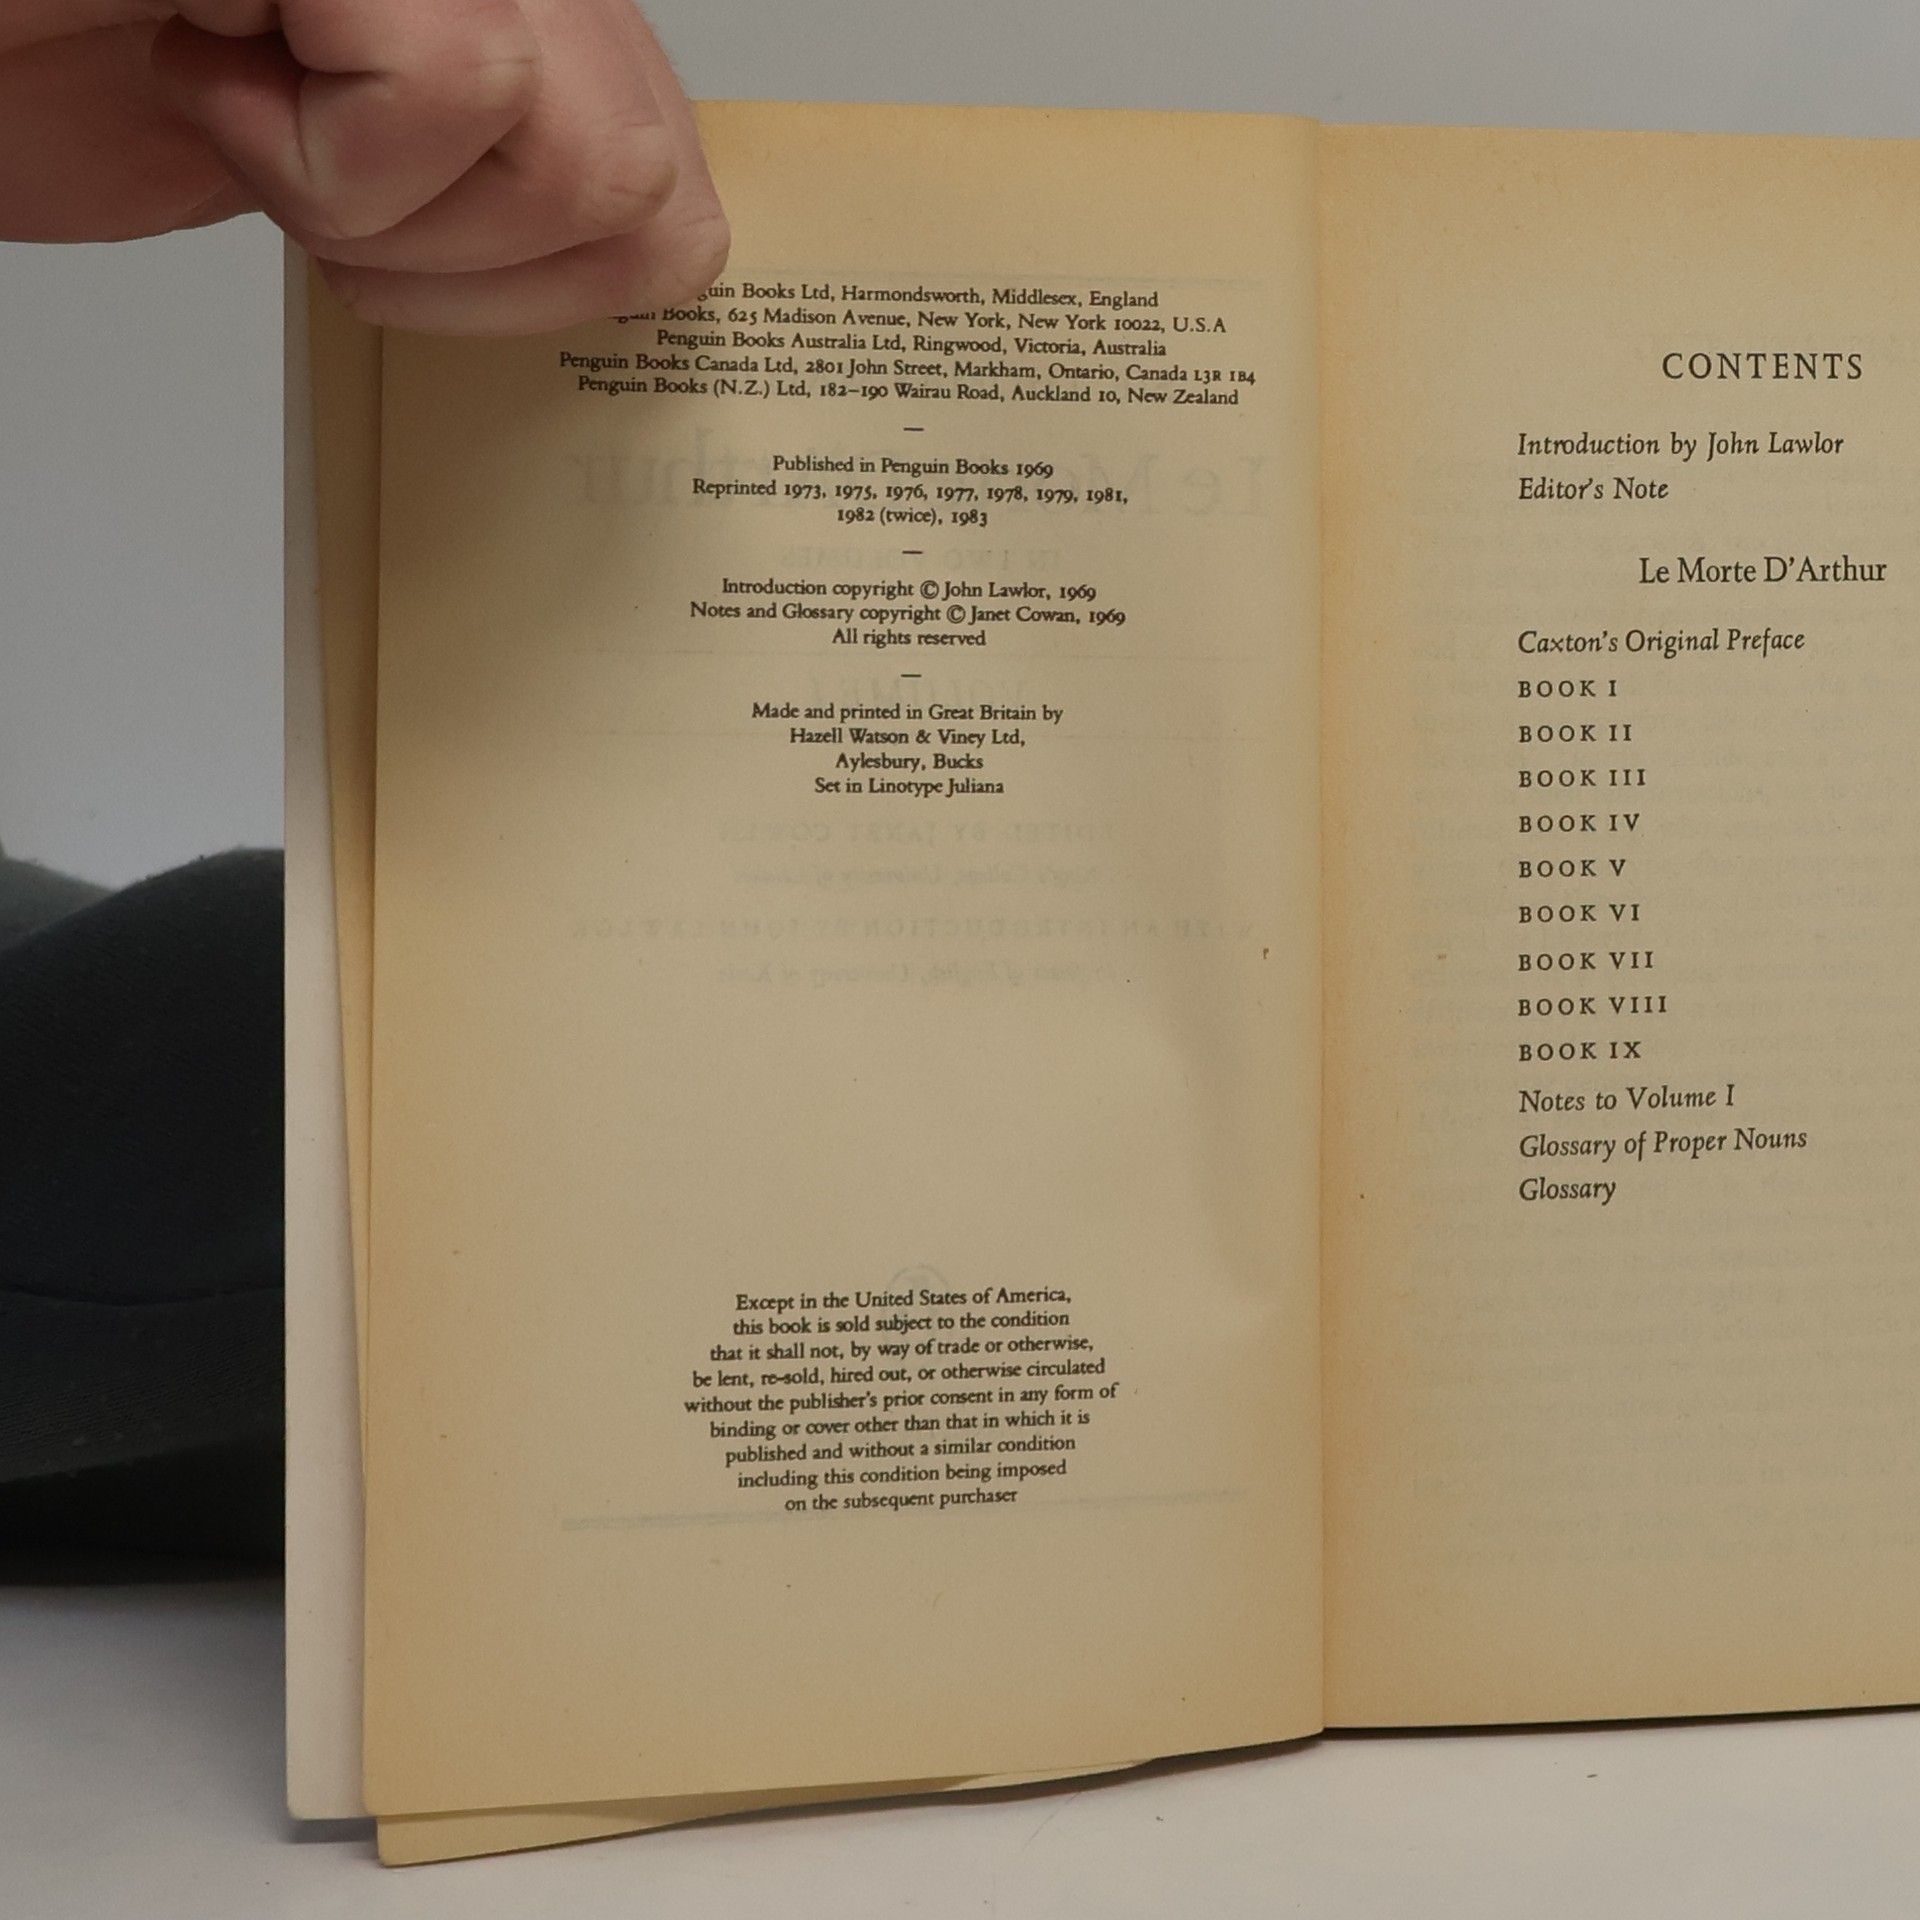 Books Ltd, Harmondsworth, Middlesex, England
Books, 625 Madison Avenue, New York, New York 10022, U.S.A
Penguin Books Australia Ltd, Ringwood, Victoria, Australia
Penguin Books Canada Ltd, 2801 John Street, Markham, Ontario, Canada L3R 1B4
Penguin Books (N.Z.) Ltd, 182–190 Wairau Road, Auckland 10, New Zealand
—
Published in Penguin Books 1969
Reprinted 1973, 1975, 1976, 1977, 1978, 1979, 1981,
1982 (twice), 1983
—
Introduction copyright © John Lawlor, 1969
Notes and Glossary copyright © Janet Cowan, 1969
All rights reserved
—
Made and printed in Great Britain by
Hazell Watson & Viney Ltd,
Aylesbury, Bucks
Set in Linotype Juliana
Except in the United States of America,
this book is sold subject to the condition
that it shall not, by way of trade or otherwise,
be lent, re-sold, hired out, or otherwise circulated
without the publisher's prior consent in any form of
binding or cover other than that in which it is
published and without a similar condition
including this condition being imposed
on the subsequent purchaser
CONTENTS
Introduction by John Lawlor
Editor's Note
Le Morte D'Arthur
Caxton's Original Preface
BOOK I
BOOK II
BOOK III
BOOK IV
BOOK V
BOOK VI
BOOK VII
BOOK VIII
BOOK IX
Notes to Volume I
Glossary of Proper Nouns
Glossary